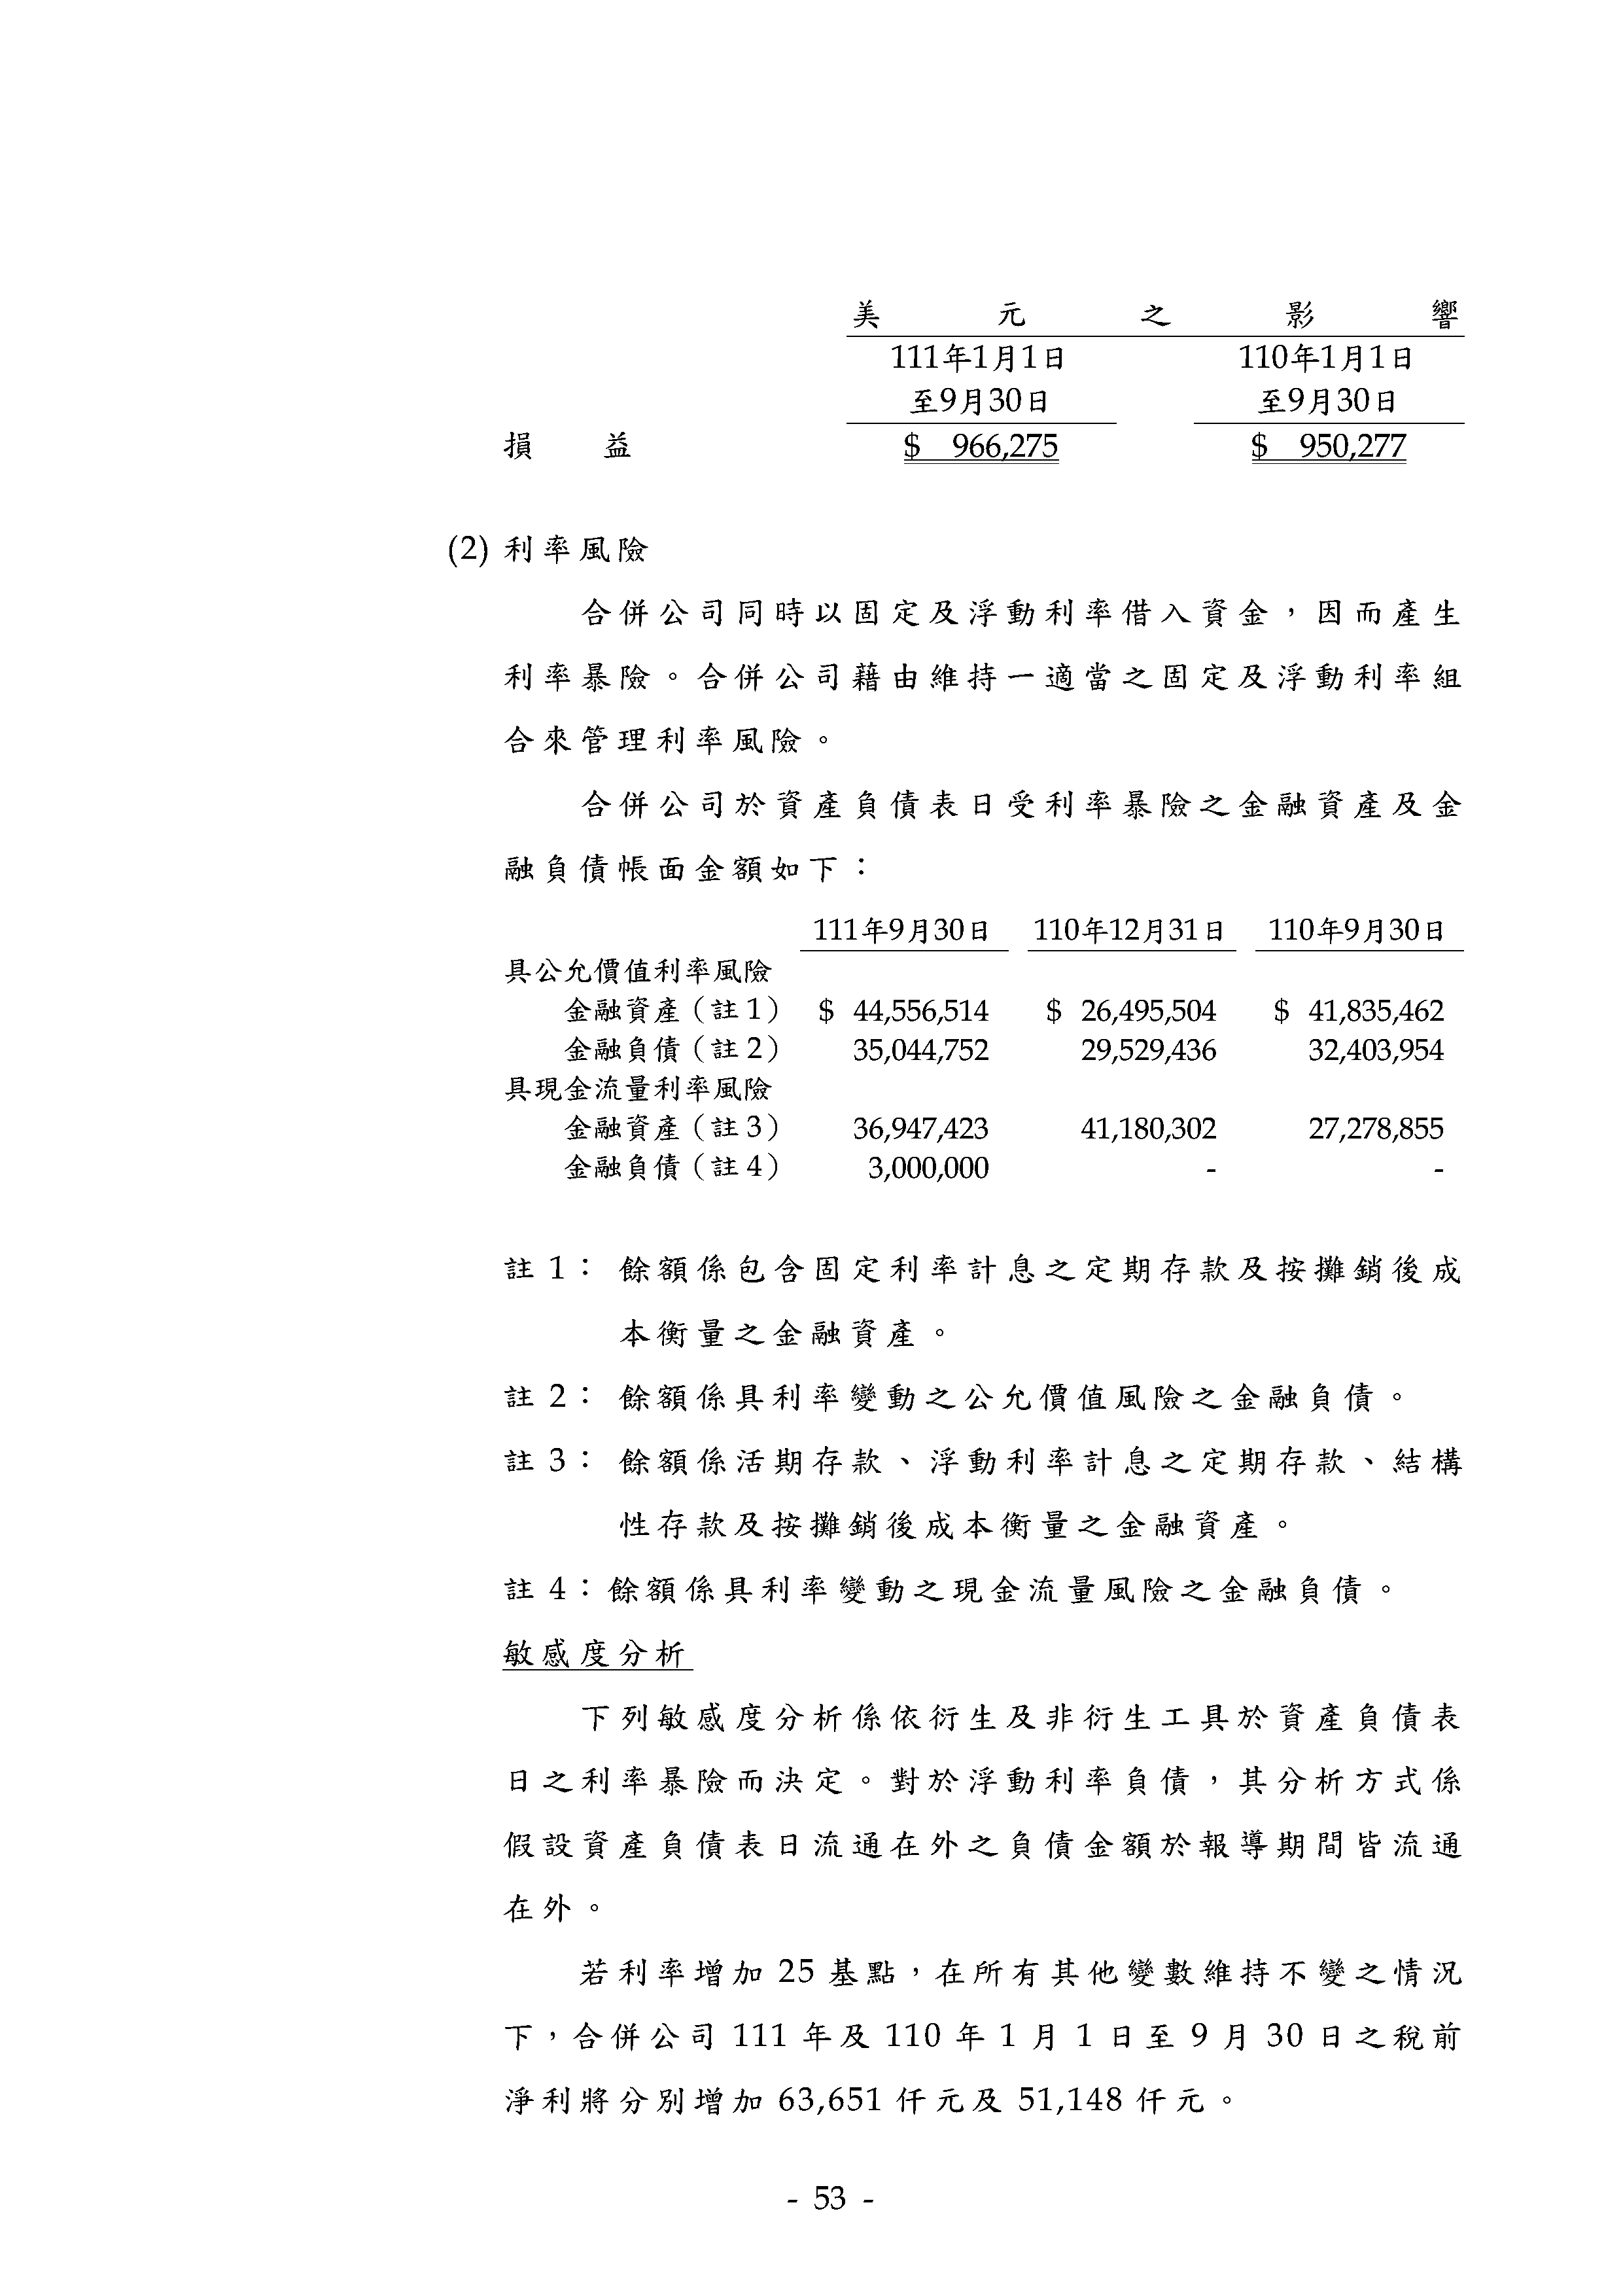 美元之影響
111年1月1日 110年1月1日
至9月30日 至9月30日
損益 $ 966,275 $ 950,277
(2) 利率風險
合併公司同時以固定及浮動利率借入資金，因而產生
利率暴險。合併公司藉由維持一適當之固定及浮動利率組
合來管理利率風險。
合併公司於資產負債表日受利率暴險之金融資產及金
融負債帳面金額如下：
111年9月30日 110年12月31日 110年9月30日
具公允價值利率風險
金融資產（註1） $ 44,556,514 $ 26,495,504 $ 41,835,462
金融負債（註2） 35,044,752 29,529,436 32,403,954
具現金流量利率風險
金融資產（註3） 36,947,423 41,180,302 27,278,855
金融負債（註4） 3,000,000 - -
註 1： 餘額係包含固定利率計息之定期存款及按攤銷後成
本衡量之金融資產。
註 2： 餘額係具利率變動之公允價值風險之金融負債。
註 3： 餘額係活期存款、浮動利率計息之定期存款、結構
性存款及按攤銷後成本衡量之金融資產。
註 4：餘額係具利率變動之現金流量風險之金融負債。
敏感度分析
下列敏感度分析係依衍生及非衍生工具於資產負債表
日之利率暴險而決定。對於浮動利率負債，其分析方式係
假設資產負債表日流通在外之負債金額於報導期間皆流通
在外。
若利率增加 25 基點，在所有其他變數維持不變之情況
下，合併公司 111 年及 110 年 1 月 1 日至 9 月 30 日之稅前
淨利將分別增加 63,651 仟元及 51,148 仟元。
- 53 -